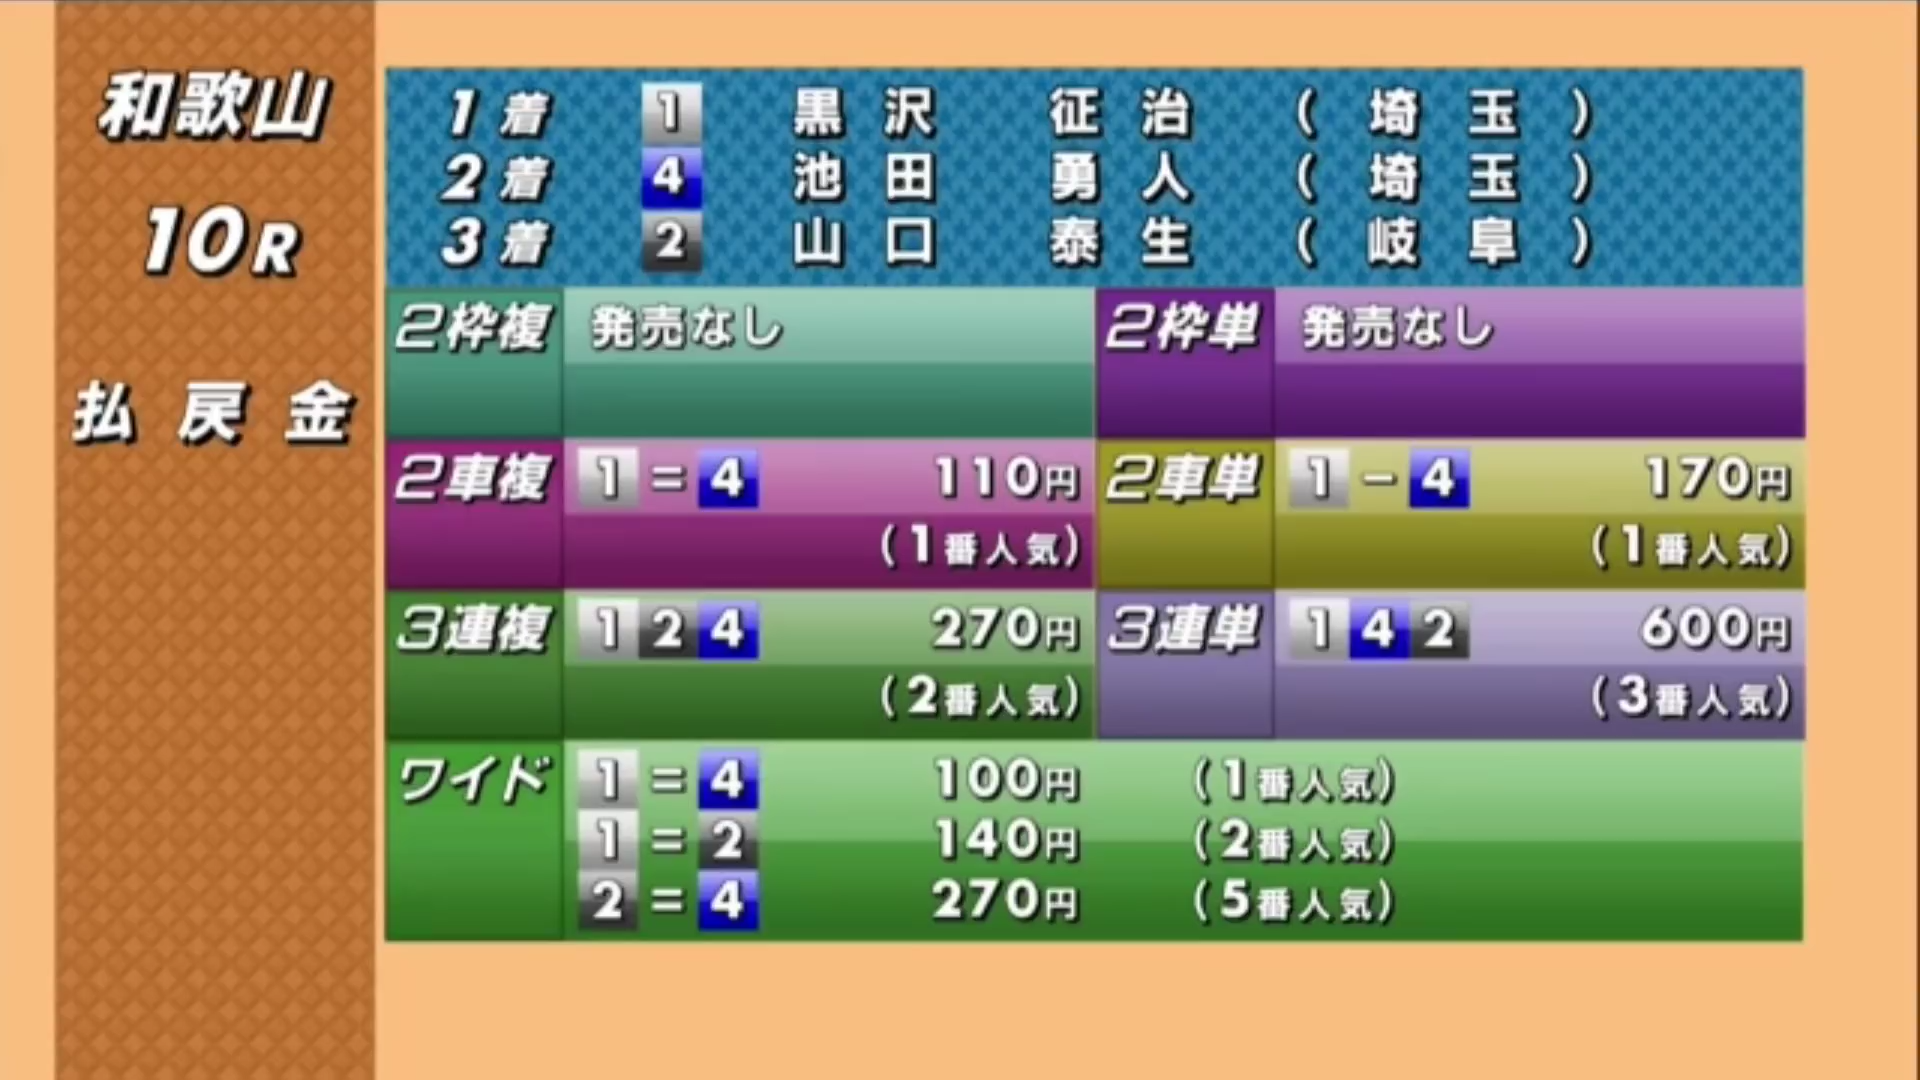 和歌山
10R
払戻金
1着 1 黒沢 征治 (埼玉)
2着 4 池田 勇人 (埼玉)
3着 2 山口 泰生 (岐阜)
2枠複 発売なし
2枠単 発売なし
2車複 1=4 110円
(1番人気)
2車単 1-4 170円
(1番人気)
3連複 1 2 4 270円
(2番人気)
3連単 1 4 2 600円
(3番人気)
ワイド 1=4 100円 (1番人気)
1=2 140円 (2番人気)
2=4 270円 (5番人気)